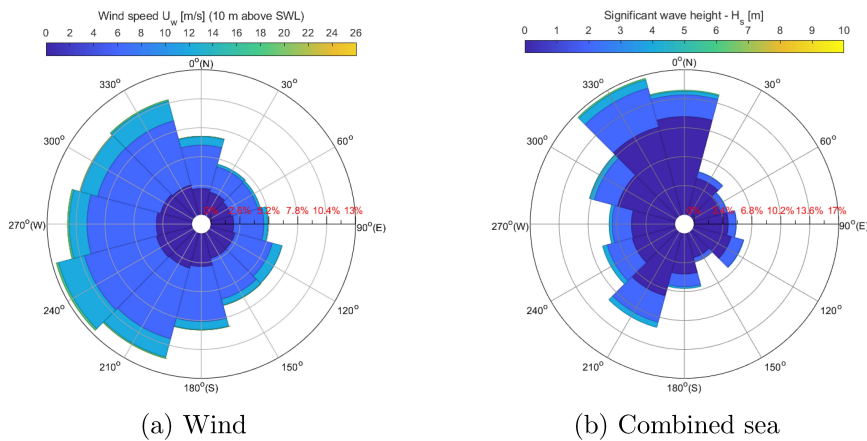 Wind speed U_w [m/s] (10 m above SWL)
0 2 4 6 8 10 12 14 16 18 20 22 24 26
0°(N)
30°
60°
90°(E)
120°
150°
180°(S)
210°
240°
270°(W)
300°
330°
7.8% 10.4% 13%
(a) Wind
Significant wave height - H_s [m]
0 1 2 3 4 5 6 7 8 9 10
0°(N)
30°
60°
90°(E)
120°
150°
180°(S)
210°
240°
270°(W)
300°
330°
6.8% 10.2% 13.6% 17%
(b) Combined sea